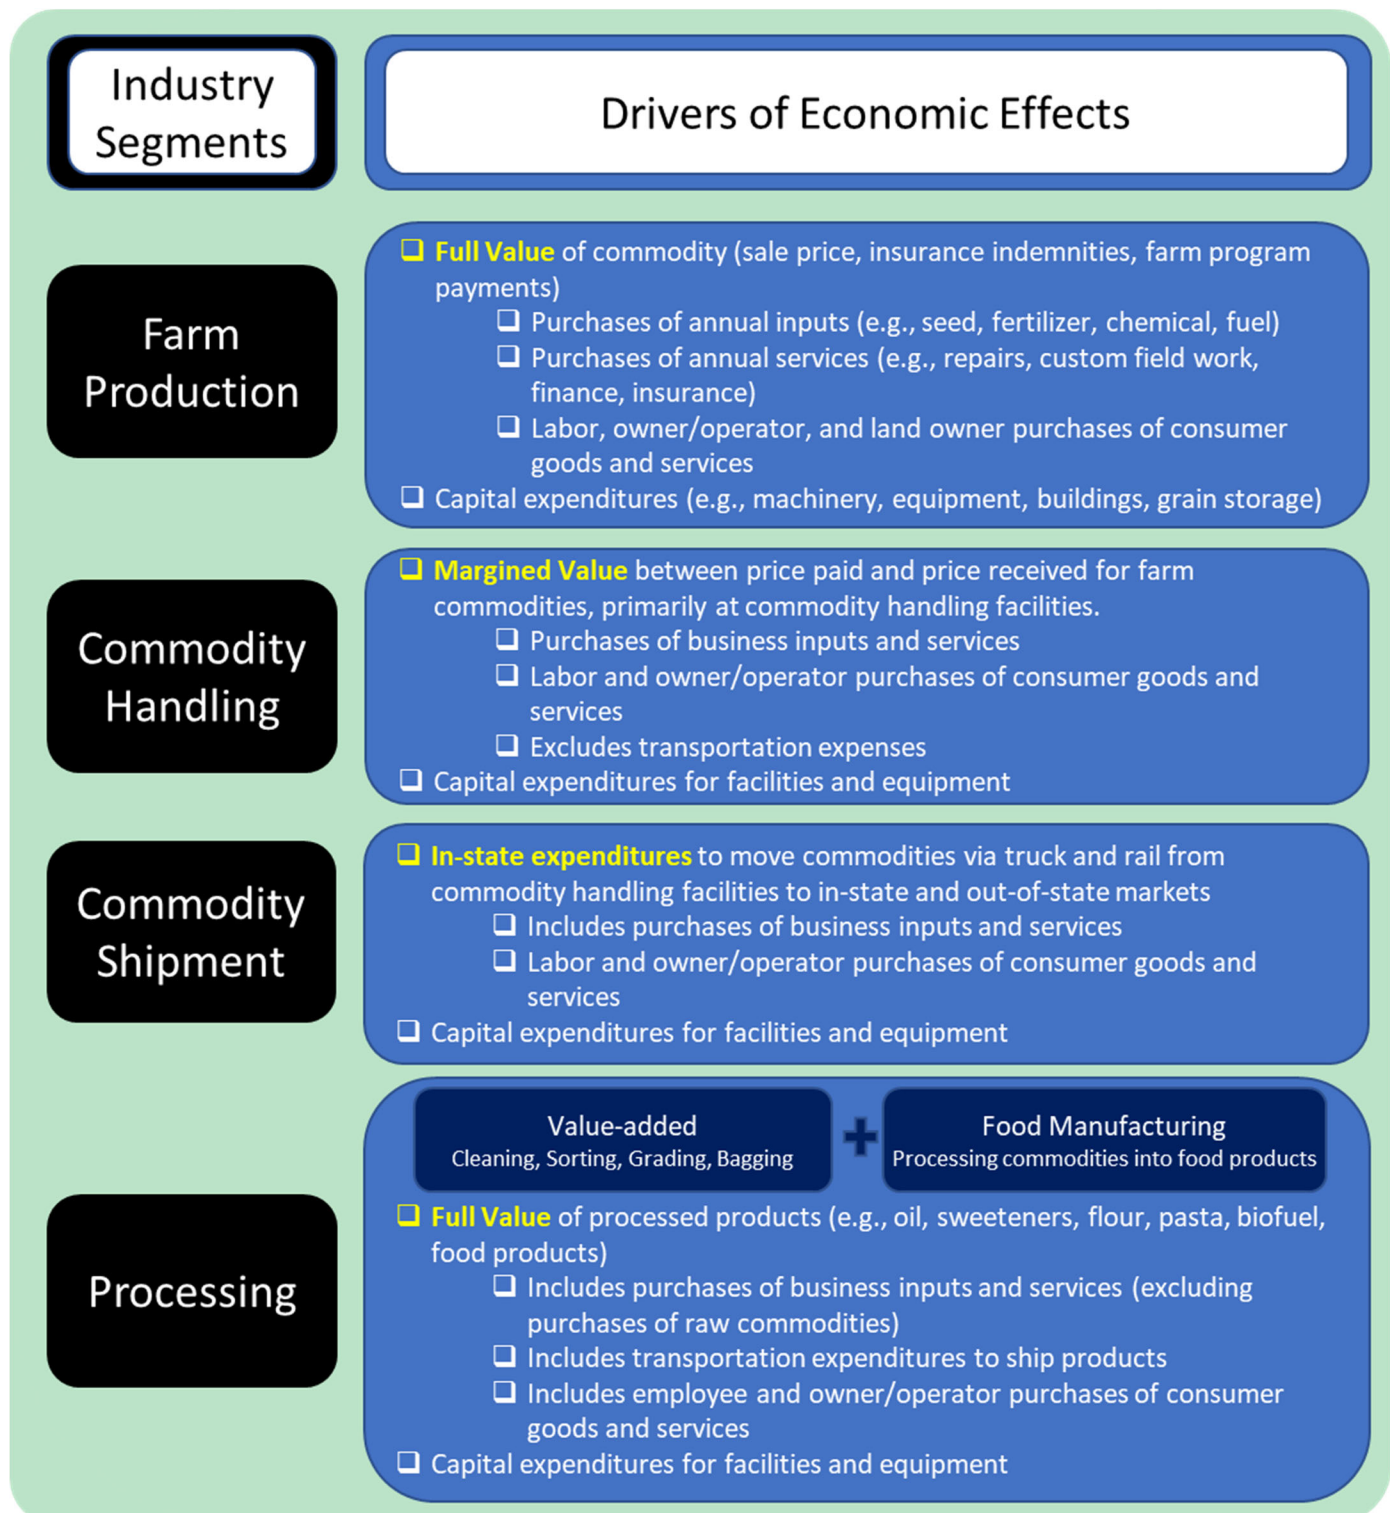 Industry
Segments
Drivers of Economic Effects
Farm
Production
Full Value of commodity (sale price, insurance indemnities, farm program
payments)
Purchases of annual inputs (e.g., seed, fertilizer, chemical, fuel)
Purchases of annual services (e.g., repairs, custom field work,
finance, insurance)
Labor, owner/operator, and land owner purchases of consumer
goods and services
Capital expenditures (e.g., machinery, equipment, buildings, grain storage)
Commodity
Handling
Margined Value between price paid and price received for farm
commodities, primarily at commodity handling facilities.
Purchases of business inputs and services
Labor and owner/operator purchases of consumer goods and
services
Excludes transportation expenses
Capital expenditures for facilities and equipment
Commodity
Shipment
In-state expenditures to move commodities via truck and rail from
commodity handling facilities to in-state and out-of-state markets
Includes purchases of business inputs and services
Labor and owner/operator purchases of consumer goods and
services
Capital expenditures for facilities and equipment
Processing
Value-added
Cleaning, Sorting, Grading, Bagging
Food Manufacturing
Processing commodities into food products
Full Value of processed products (e.g., oil, sweeteners, flour, pasta, biofuel,
food products)
Includes purchases of business inputs and services (excluding
purchases of raw commodities)
Includes transportation expenditures to ship products
Includes employee and owner/operator purchases of consumer
goods and services
Capital expenditures for facilities and equipment